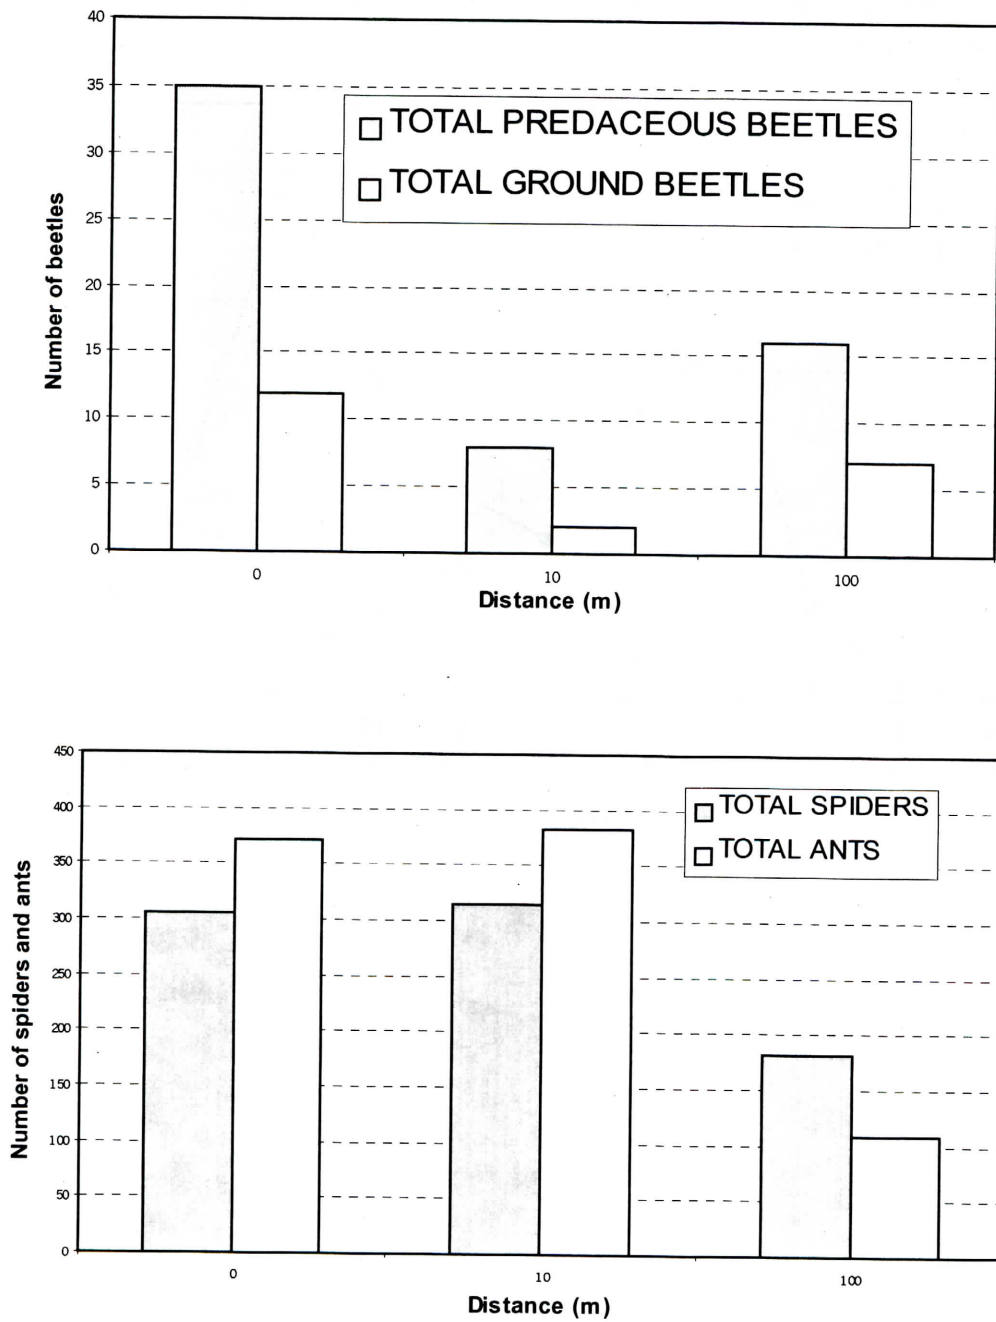 40
35
30
25
20
15
10
5
0
Number of beetles
TOTAL PREDACEOUS BEETLES
TOTAL GROUND BEETLES
0 10 100
Distance (m)
450
400
350
300
250
200
150
100
50
0
Number of spiders and ants
TOTAL SPIDERS
TOTAL ANTS
0 10 100
Distance (m)